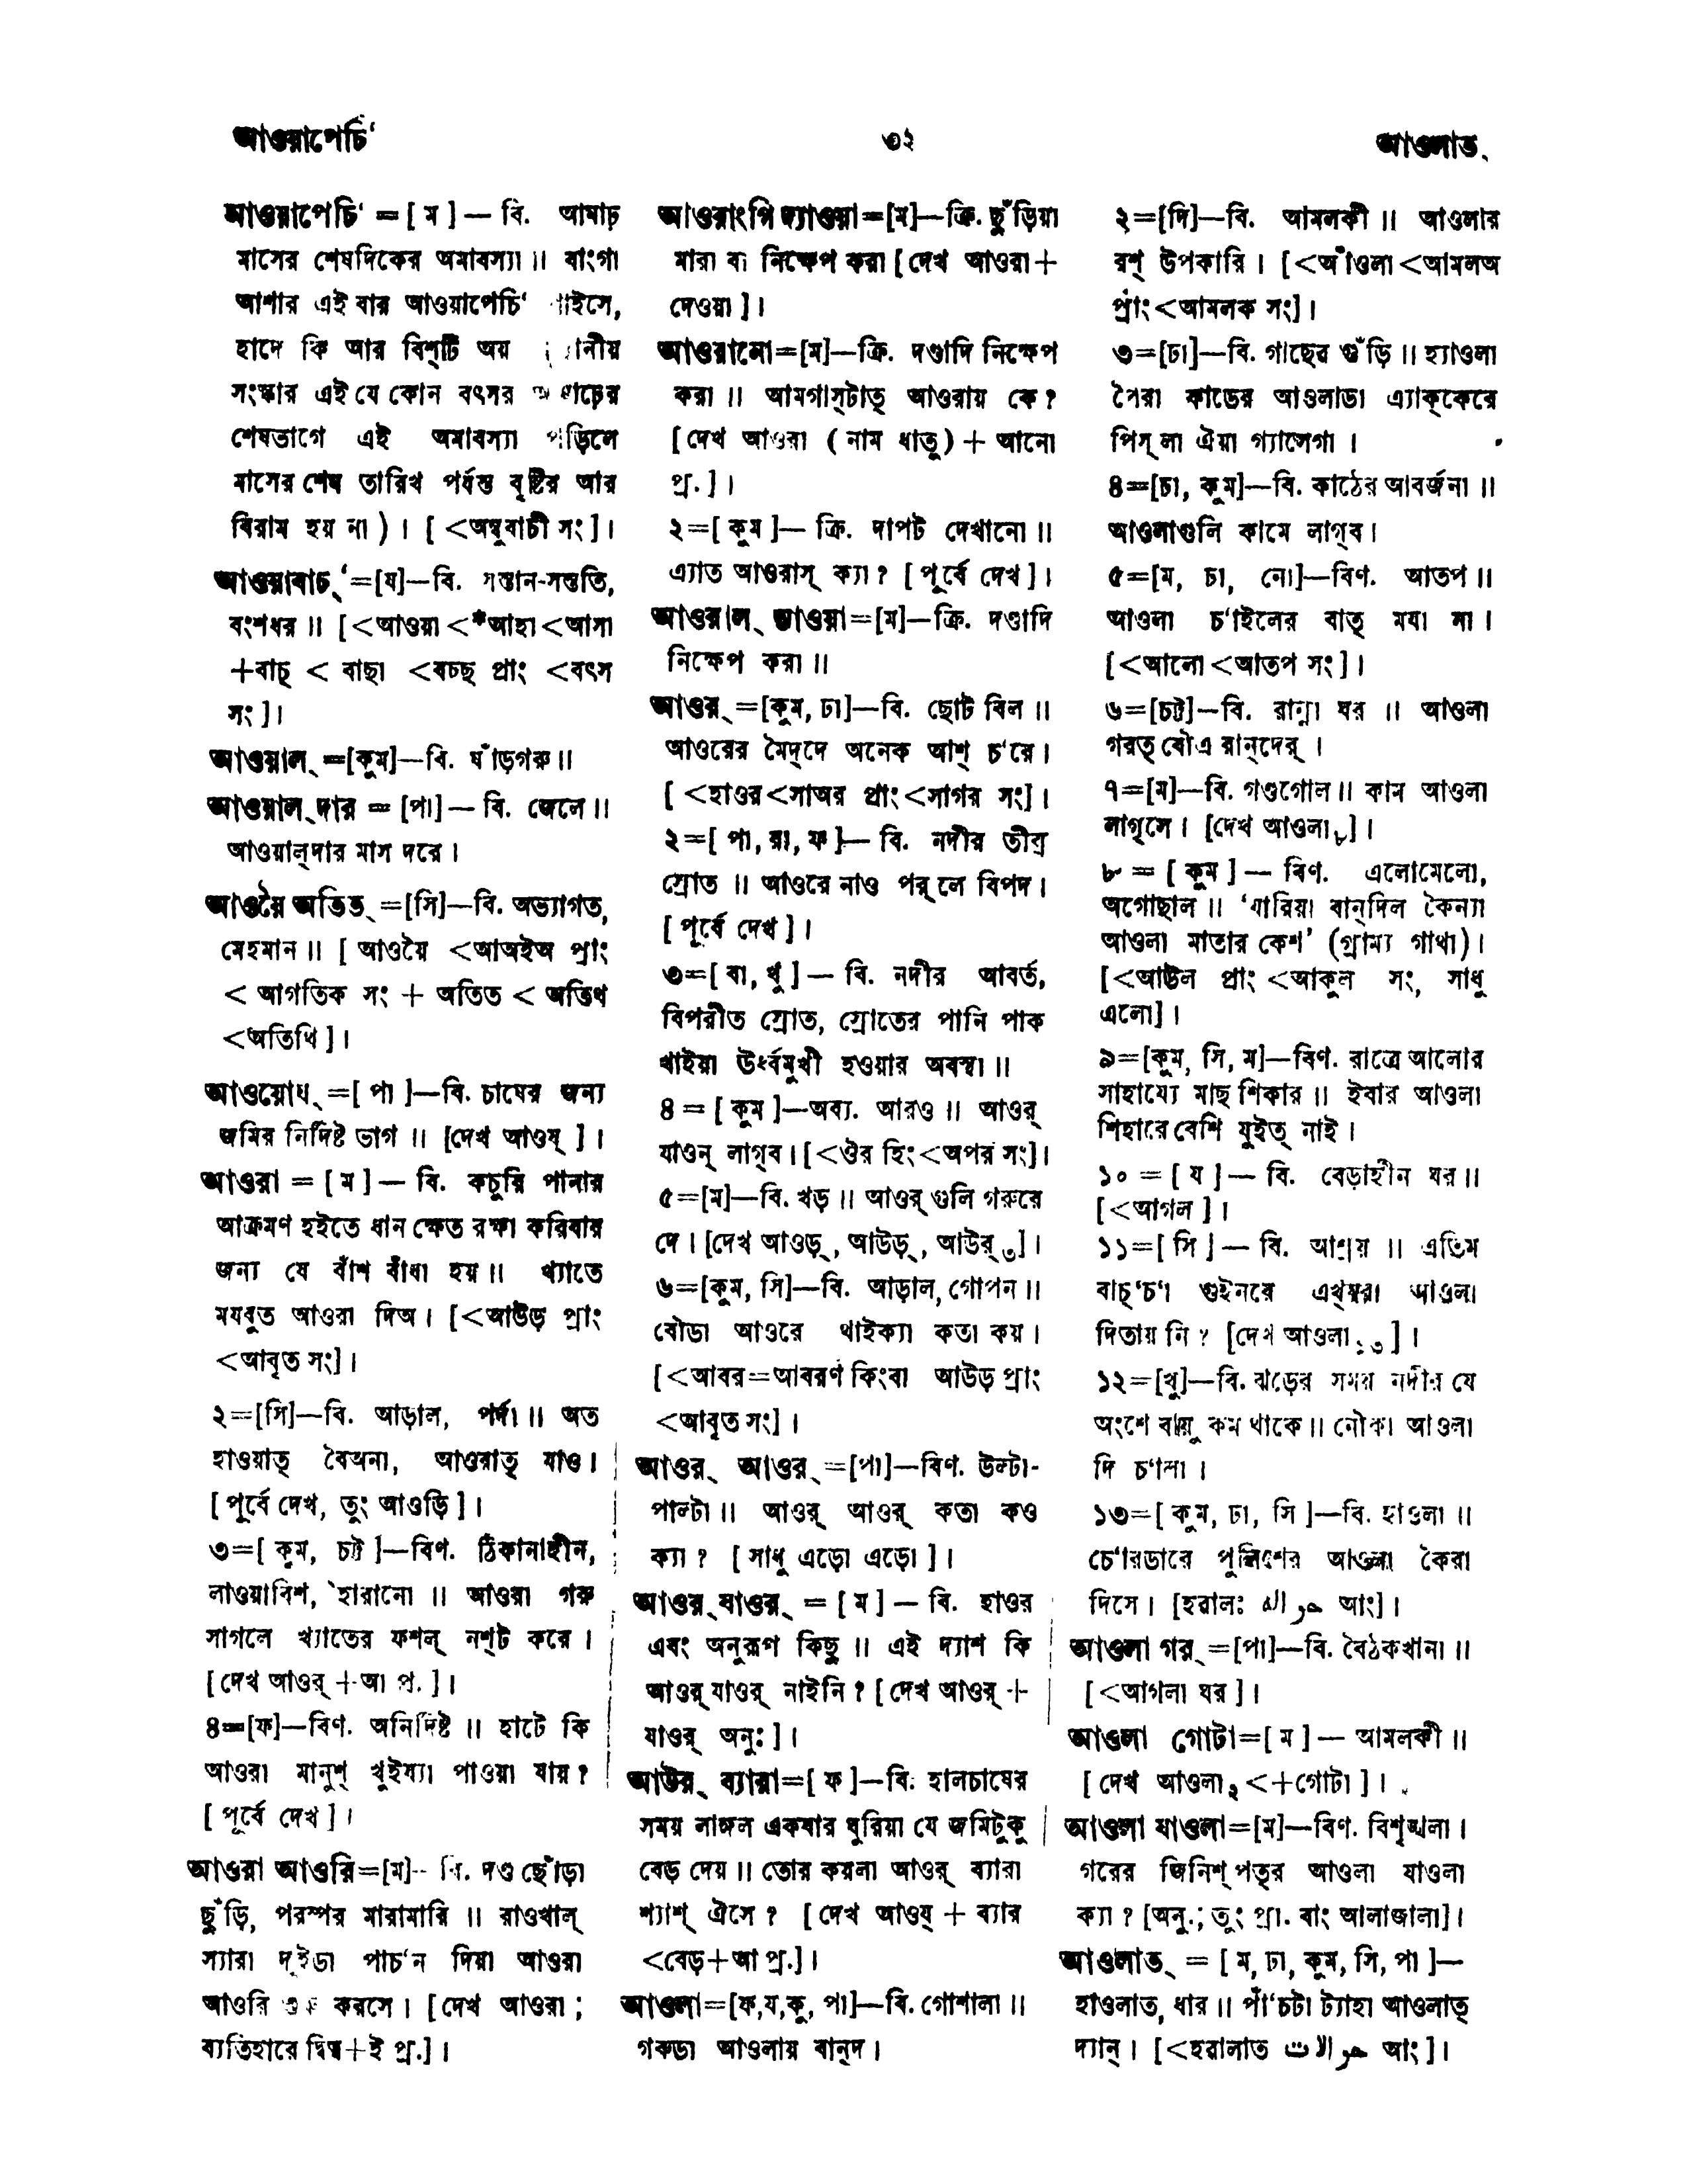 আওয়াপেচি‘
৩২
আওলাত্
আওয়াপেচি‘ =[ ম ] — বি. আষাঢ়
মাসের শেষদিকের অমাবস্যা॥ বাংগা
আশার এই বার আওয়াপেচি‘ াইসে,
হাদে কি আর বিশ্টি অয় ( ানীয়
সংস্কার এই যে কোন বৎসর াঢ়ের
শেষভাগে এই অমাবস্যা পড়িলে
মাসের শেষ তারিখ পর্যন্ত বৃষ্টির আর
বিরাম হয় না ) । [ <অম্বুবাচী সং]।
আওয়াবাচ্‘=[য]—বি. সন্তান-সন্ততি,
বংশধর॥ [<আওয়া <*আহা<আসা
+বাচ্ < বাছা <বচ্ছ প্রাং <বৎস
সং]।
আওয়াল্ =[কুম]—বি. ষাঁড়গরু॥
আওয়াল্দার = [পা]— বি. জেলে॥
আওয়াল্দার মাস দরে।
আওয়ৈ অতিত্ =[সি]—বি. অভ্যাগত,
মেহমান॥ [ আওয়ৈ <আঅইঅ প্রাং
< আগতিক সং + অতিত < অতিথ
<অতিথি]।
আওয়োয্ =[ পা ]—বি. চাষের জন্য
জমির নির্দিষ্ট ভাগ॥ [দেখ আওয্ ]।
আওরা = [ ম ] — বি. কচুরি পানার
আক্রমণ হইতে ধান ক্ষেত রক্ষা করিবার
জন্য যে বাঁশ বাঁধা হয়॥ খ্যাতে
মযবুত আওরা দিঅ। [<আউড় প্রাং
<আবৃত সং]।
২=[সি]—বি. আড়াল, পর্দা॥ অত
হাওয়াত্ বৈঅনা, আওরাত্ যাও।
[ পূর্বে দেখ, তুং আওড়ি]।
৩=[ কুম, চট্ট ]—বিণ. ঠিকানাহীন,
লাওয়ারিশ, হারানো॥ আওরা গরু
সাগলে খ্যাতের ফশল্ নশ্ট করে।
[ দেখ আওর্ +আ প্র. ]।
৪=[ফ]—বিণ. অনির্দিষ্ট॥ হাটে কি
আওরা মানুশ্ খুইয্যা পাওয়া যায়?
[ পূর্বে দেখ ]।
আওরা আওরি=[ম]— বি. দণ্ড ছোঁড়া
ছুঁড়ি, পরস্পর মারামারি॥ রাওখাল্
স্যারা দুইডা পাচ‘ন দিয়া আওরা
আওরি করসে। [ দেখ আওরা ;
ব্যতিহারে দ্বিত্ব+ই প্র.]।
আওরাংগি দ্যাওয়া=[ম]—ক্রি. ছুঁড়িয়া
মারা বা নিক্ষেপ করা [ দেখ আওরা+
দেওয়া ]।
আওরানো=[ম]—ক্রি. দণ্ডাদি নিক্ষেপ
করা॥ আমগাস্টাত্ আওরায় কে?
[ দেখ আওরা ( নাম ধাতু ) + আনো
প্র. ]।
২=[ কুম ]— ক্রি. দাপট দেখানো॥
এ্যাত আওরাস্ ক্যা? [ পূর্বে দেখ ]।
আওরাল্ ব্যাওয়া=[ম]—ক্রি. দণ্ডাদি
নিক্ষেপ করা॥
আওর্ =[কুম, ঢা]—বি. ছোট বিল॥
আওরের মৈদ্দে অনেক আশ্ চ‘রে।
[ <হাওর<সাঅর প্রাং<সাগর সং]।
২=[ পা, রা, ফ ]— বি. নদীর তীব্র
স্রোত॥ আওরে নাও পর্লে বিপদ।
[ পূর্বে দেখ ]।
৩=[ বা, খু ] — বি. নদীর আবর্ত,
বিপরীত স্রোত, স্রোতের পানি পাক
খাইয়া ঊর্ধ্বমুখী হওয়ার অবস্থা॥
৪ = [ কুম ]—অব্য. আরও॥ আওর্
যাওন্ লাগ্‌ব। [<ঔর হিং<অপর সং]।
৫=[ম]—বি. খড়॥ আওর্ গুলি গরুরে
দে। [দেখ আওড়্, আউড়্, আউর্৩]।
৬=[কুম, সি]—বি. আড়াল, গোপন॥
বৌডা আওরে থাইক্যা কতা কয়।
[<আবর=আবরণ কিংবা আউড় প্রাং
<আবৃত সং]।
আওর্ আওর্ =[পা]—বিণ. উল্টা-
পাল্টা॥ আওর্ আওর্ কতা কও
ক্যা? [ সাধু এড়ো এড়ো ]।
আওর্ যাওর্ = [ ম ] — বি. হাওর
এবং অনুরূপ কিছু॥ এই দ্যাশ কি
আওর্ যাওর্ নাইনি? [ দেখ আওর্ +
যাওর্ অনুঃ ]।
আউর্ ব্যারা=[ ফ ]—বি. হালচাষের
সময় লাঙ্গল একবার ঘুরিয়া যে জমিটুকু
বেড় দেয়॥ তোর কয়লা আওর্ ব্যারা
শ্যাশ্ ঐসে? [ দেখ আওয্ + ব্যার
<বেড়+আ প্র.]।
আওলা=[ফ,য,কু, পা]—বি. গোশালা॥
গরুডা আওলায় বান্দ।
২=[দি]—বি. আমলকী॥ আওলার
রশ্ উপকারি। [<আঁওলা <আমলঅ
প্রাং<আমলক সং]।
৩=[ঢা]—বি. গাছের গুঁড়ি॥ হ্যাওলা
পৈরা কাডের আওলাডা এ্যাক্কেরে
পিস্লা ঐয়া গ্যাসেগা।
৪=[চা, কুম]—বি. কাঠের আবর্জনা॥
আওলাগুলি কামে লাগ্‌ব।
৫=[ম, চা, নো]—বিণ. আতপ॥
আওলা চ‘াইলের বাত্ মযা না।
[<আলো<আতপ সং]।
৬=[চট্ট]—বি. রান্না ঘর॥ আওলা
গরত্ বৌএ রান্দের্।
৭=[ম]—বি. গণ্ডগোল॥ কান আওলা
লাগ্সে। [দেখ আওলা৮]।
৮ = [ কুম ] — বিণ. এলোমেলো,
অগোছাল॥ ‘ারিয়া বান্দিল কৈন্যা
আওলা মাতার কেশ’ (গ্রাম্য গাথা)।
[<আউল প্রাং <আকুল সং, সাধু
এলো]।
৯=[কুম, সি, ম]—বিণ. রাত্রে আলোর
সাহায্যে মাছ শিকার॥ ইবার আওলা
শিহারে বেশি যুইত্ নাই।
১০ = [ য ] — বি. বেড়াহীন ঘর॥
[<আগল ]।
১১=[ সি ] — বি. আশ্রয়॥ এতিম
বাচ্‘চ‘া গুইনরে এখ্খরা আওলা
দিতায় নি? [দেখ আওলা১৩]।
১২=[খু]—বি. ঝড়ের সময় নদীর যে
অংশে বায়ু কম থাকে॥ নৌকা আওলা
দি চ‘ালা।
১৩=[ কুম, ঢা, সি ]—বি. হাওলা॥
চো‘রডারে পুলিশের আওলা কৈরা
দিসে। [হৱালঃ حواله আং]।
আওলা গর্ =[পা]—বি. বৈঠকখানা॥
[<আগলা ঘর]।
আওলা গোটা=[ ম ] — আমলকী॥
[ দেখ আওলা২ <+গোটা ]।
আওলা যাওলা=[ম]—বিণ. বিশৃঙ্খলা।
গরের জিনিশ্ পত্‌র আওলা যাওলা
ক্যা? [অনু.; তুং প্রা. বাং আলাজালা]।
আওলাত্ = [ ম, ঢা, কুম, সি, পা ]—
হাওলাত, ধার॥ পাঁ‘চটা ট্যাহা আওলাত্
দ্যান্। [<হৱালাত حوالات আং]।